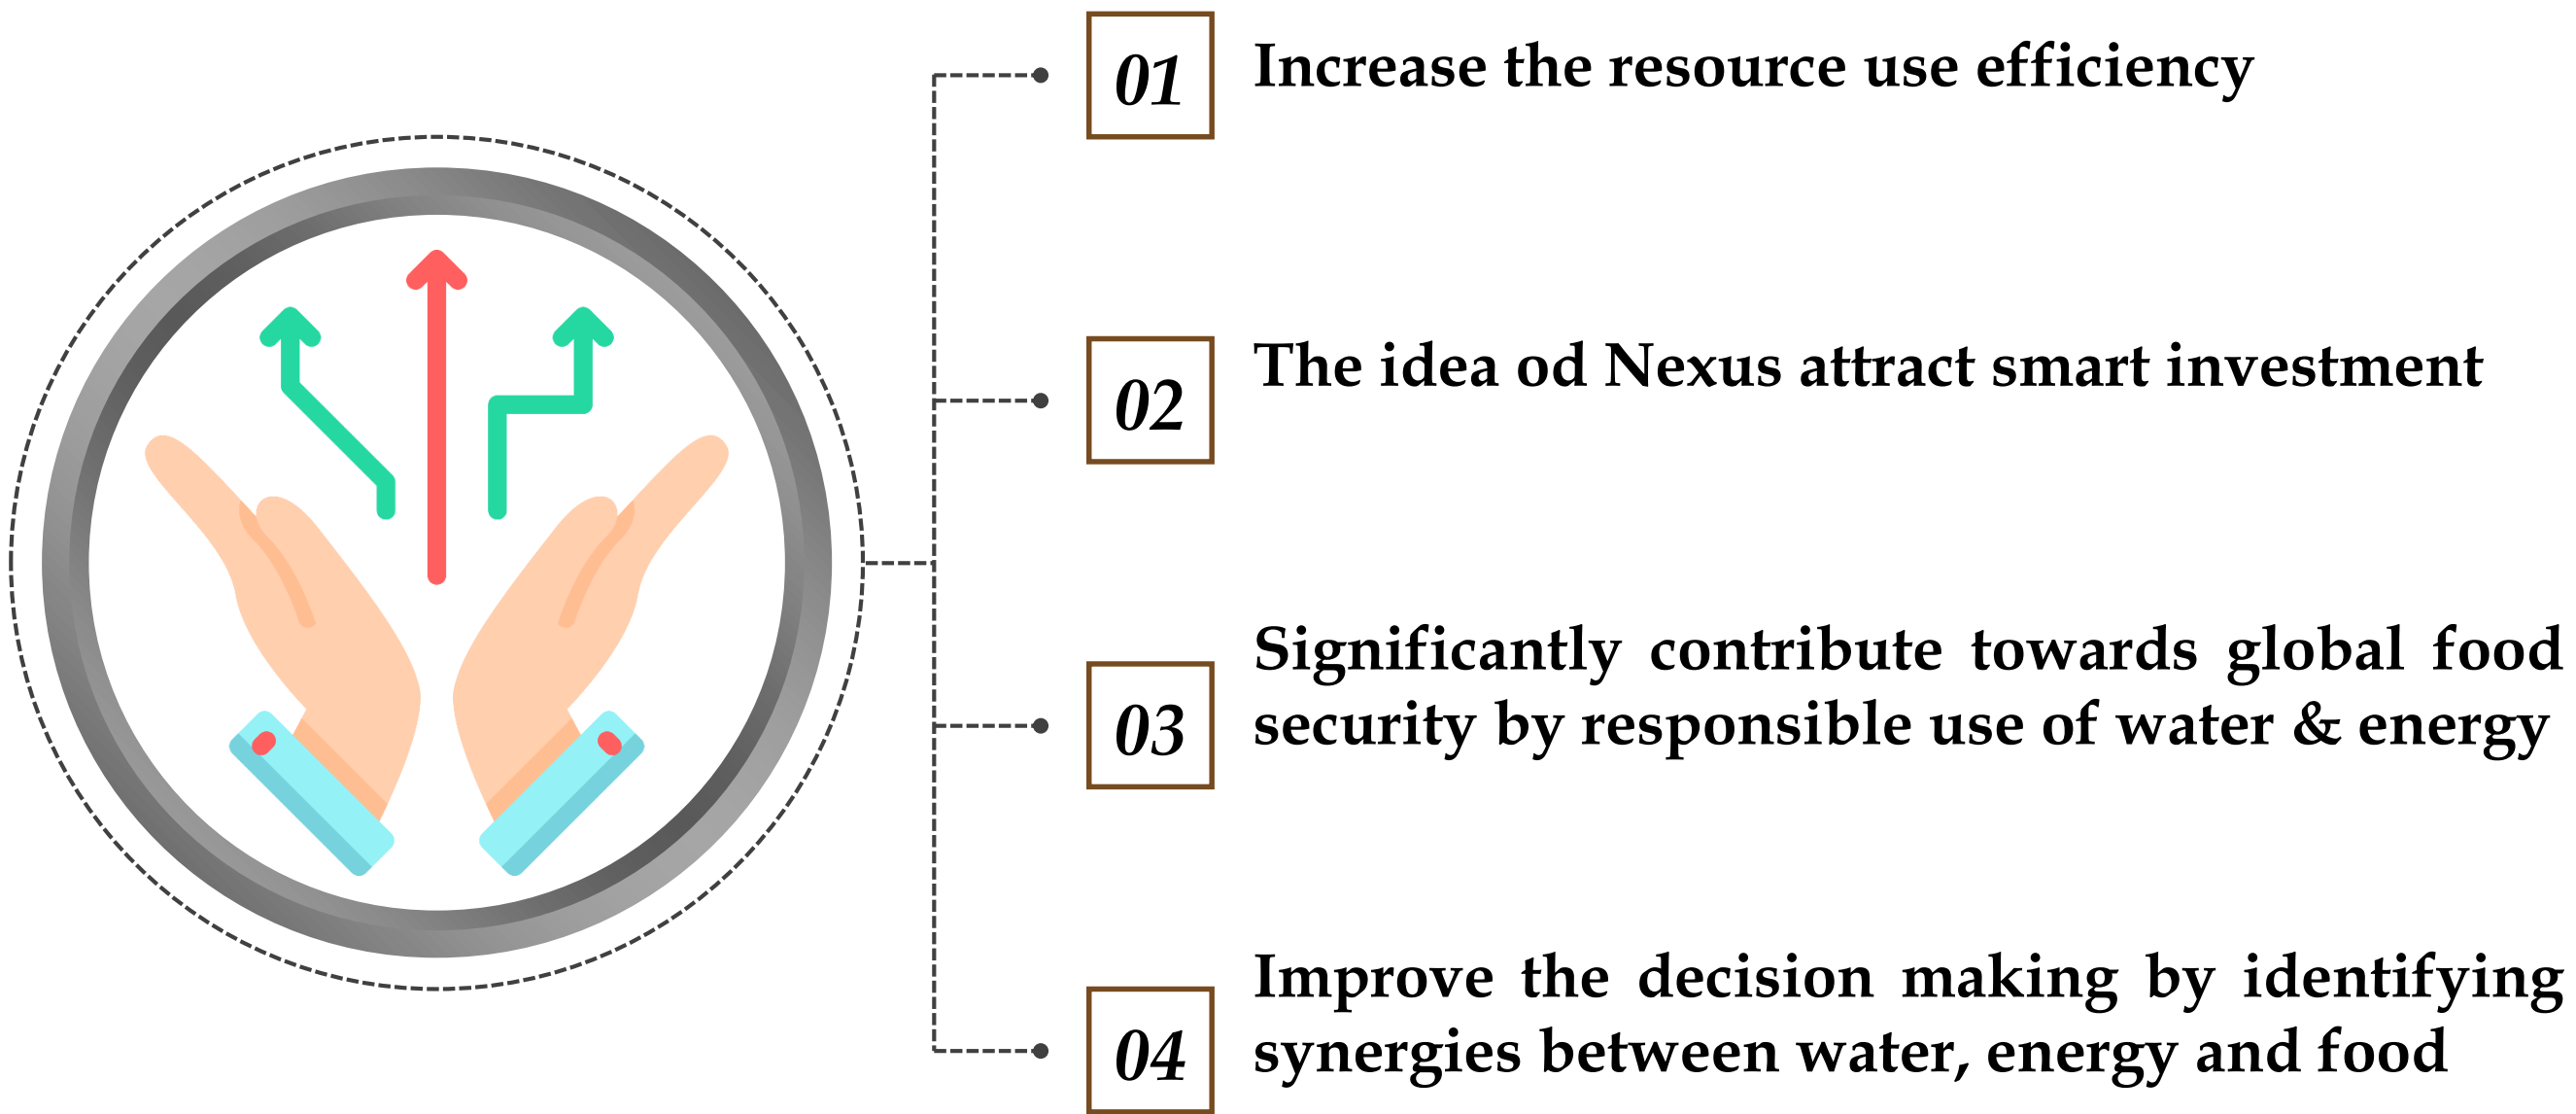 01 Increase the resource use efficiency
02 The idea od Nexus attract smart investment
03 Significantly contribute towards global food
security by responsible use of water & energy
04 Improve the decision making by identifying
synergies between water, energy and food